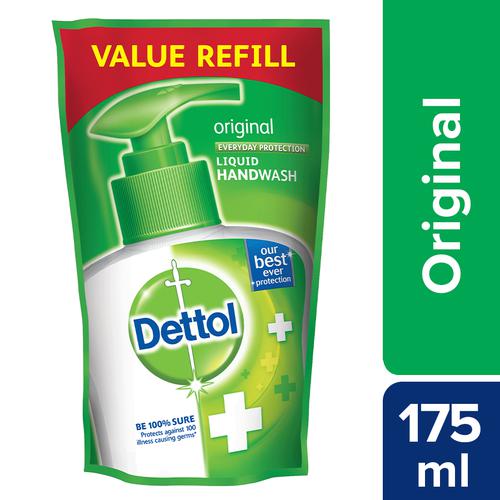 VALUE REFILL
original
EVERYDAY PROTECTION
LIQUID
HANDWASH
our
best
ever
protection
Dettol
BE 100% SURE
Protects against 100
illness causing germs*
Original
175
ml